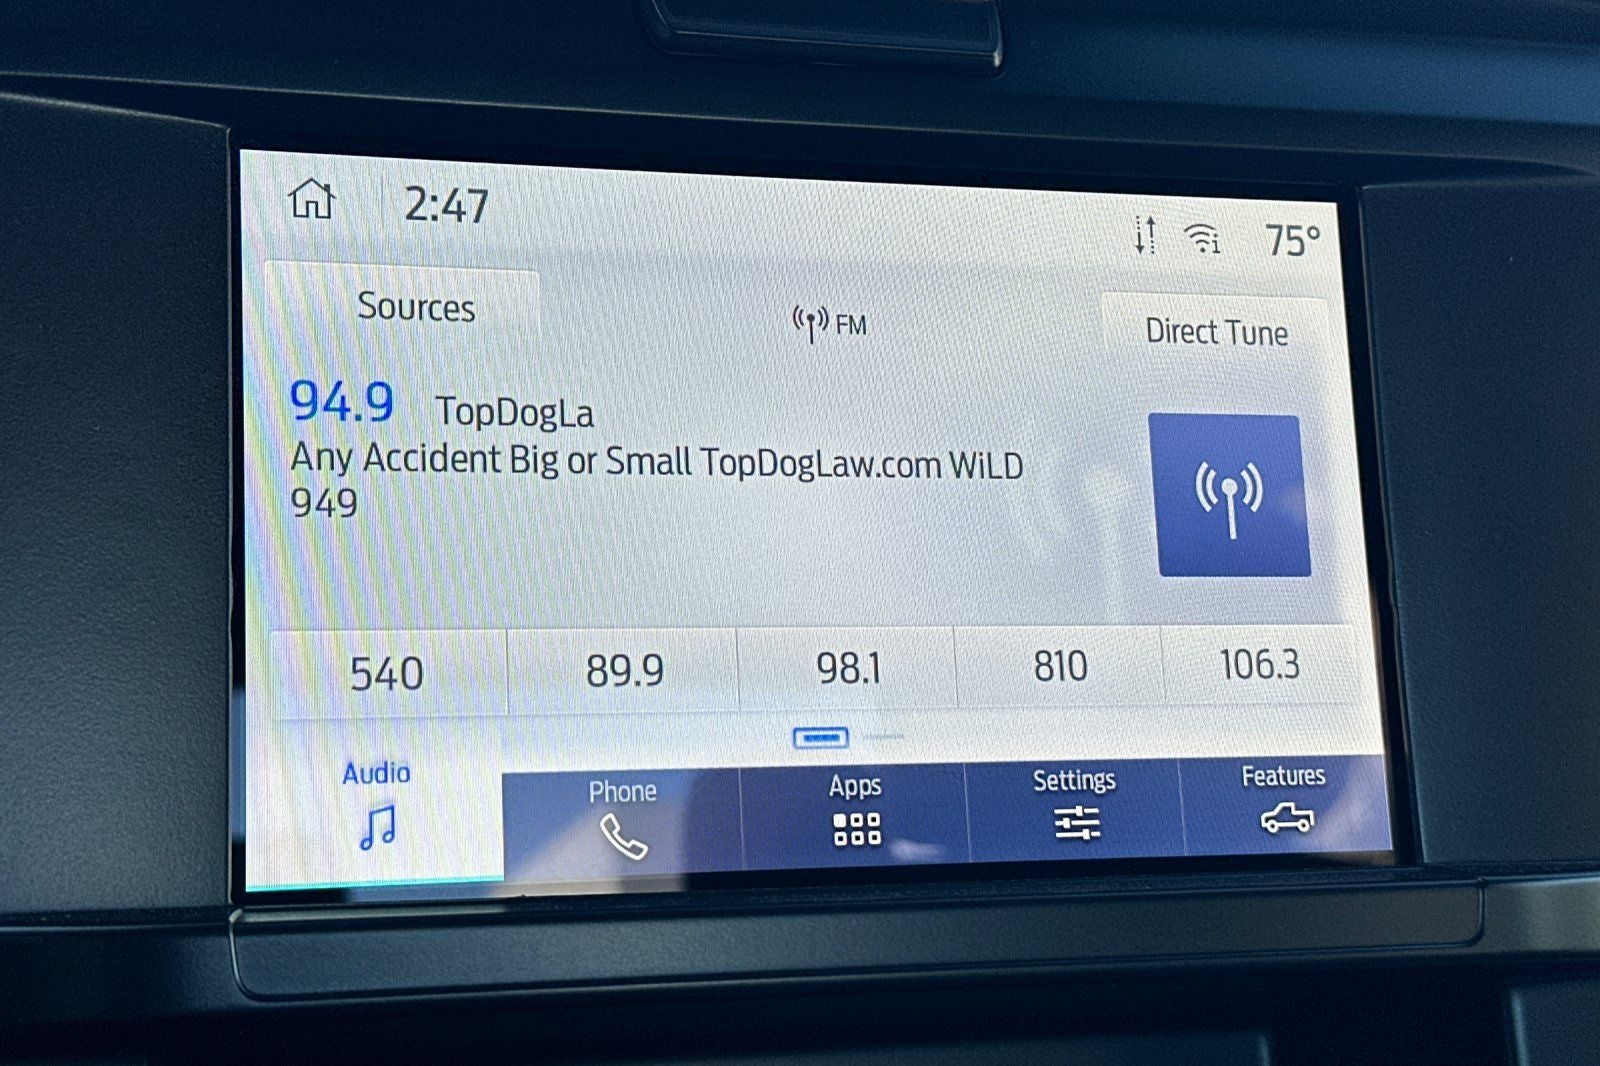 2:47
75°
Sources
FM
Direct Tune
94.9 TopDogLa
Any Accident Big or Small TopDogLaw.com WiLD
949
540 89.9 98.1 810 106.3
Audio Phone Apps Settings Features